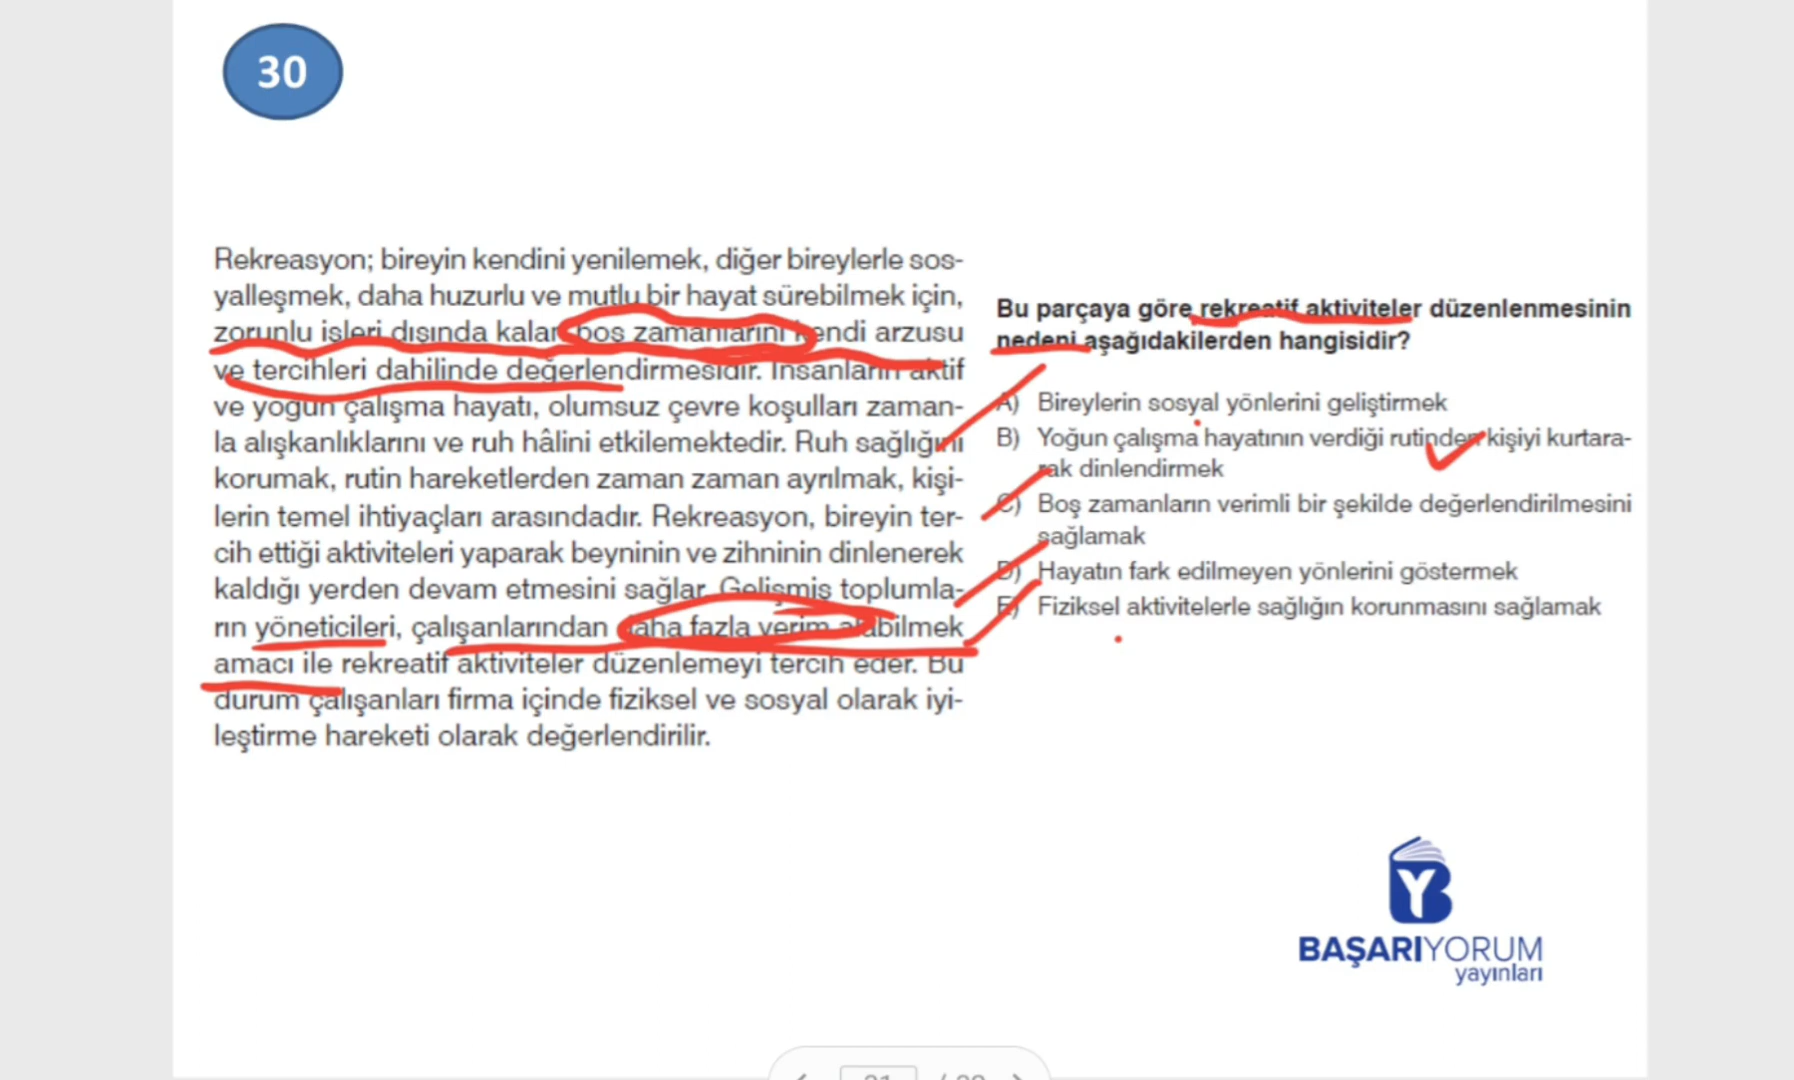 30
Rekreasyon; bireyin kendini yenilemek, diğer bireylerle sos-
yalleşmek, daha huzurlu ve mutlu bir hayat sürebilmek için,
zorunlu işleri dışında kalan boş zamanlarını kendi arzusu
ve tercihleri dahilinde değerlendirmesidir. İnsanların aktif
ve yoğun çalışma hayatı, olumsuz çevre koşulları zaman-
la alışkanlıklarını ve ruh hâlini etkilemektedir. Ruh sağlığını
korumak, rutin hareketlerden zaman zaman ayrılmak, kişi-
lerin temel ihtiyaçları arasındadır. Rekreasyon, bireyin ter-
cih ettiği aktiviteleri yaparak beyninin ve zihninin dinlenerek
kaldığı yerden devam etmesini sağlar. Gelişmiş toplumla-
rın yöneticileri, çalışanlarından daha fazla verim alabilmek
amacı ile rekreatif aktiviteler düzenlemeyi tercih eder. Bu
durum çalışanları firma içinde fiziksel ve sosyal olarak iyi-
leştirme hareketi olarak değerlendirilir.
Bu parçaya göre rekreatif aktiviteler düzenlenmesinin
nedeni aşağıdakilerden hangisidir?
A) Bireylerin sosyal yönlerini geliştirmek
B) Yoğun çalışma hayatının verdiği rutinden kişiyi kurtara-
rak dinlendirmek
C) Boş zamanların verimli bir şekilde değerlendirilmesini
sağlamak
D) Hayatın fark edilmeyen yönlerini göstermek
E) Fiziksel aktivitelerle sağlığın korunmasını sağlamak
BAŞARIYORUM
yayınları